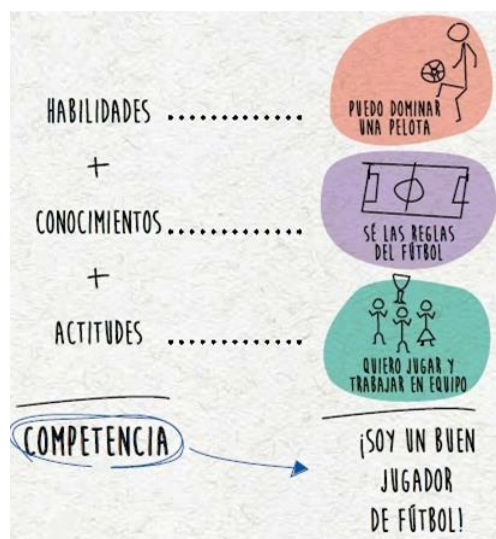 HABILIDADES ..............
PUEDO DOMINAR
UNA PELOTA
+
CONOCIMIENTOS..............
SÉ LAS REGLAS
DEL FÚTBOL
+
ACTITUDES ..............
QUIERO JUGAR Y
TRABAJAR EN EQUIPO
COMPETENCIA
¡SOY UN BUEN
JUGADOR
DE FÚTBOL!